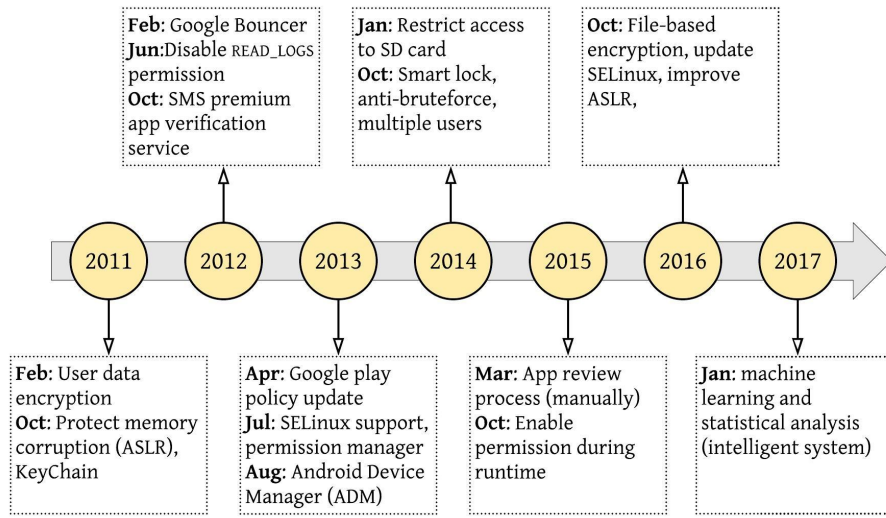 Feb: Google Bouncer
Jun:Disable READ_LOGS
permission
Oct: SMS premium
app verification
service
Jan: Restrict access
to SD card
Oct: Smart lock,
anti-bruteforce,
multiple users
Oct: File-based
encryption, update
SELinux, improve
ASLR,
2011
2012
2013
2014
2015
2016
2017
Feb: User data
encryption
Oct: Protect memory
corruption (ASLR),
KeyChain
Apr: Google play
policy update
Jul: SELinux support,
permission manager
Aug: Android Device
Manager (ADM)
Mar: App review
process (manually)
Oct: Enable
permission during
runtime
Jan: machine
learning and
statistical analysis
(intelligent system)